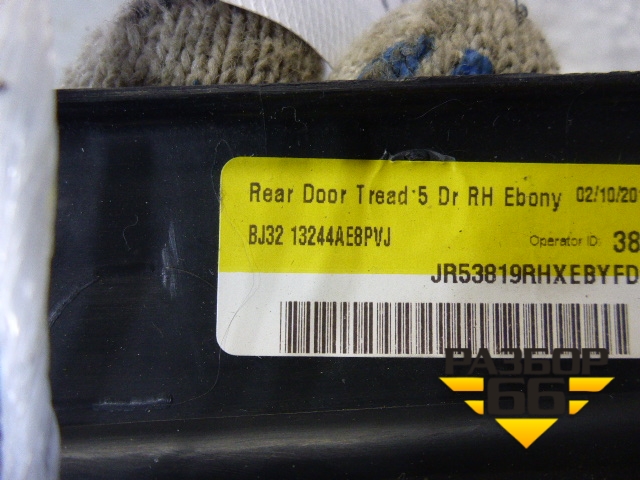 Rear Door Tread 5 Dr RH Ebony 02/10/20
BJ32 13244AE8PVJ
Operator ID: 38
JR53819RHXEBYFD
РАЗБОР
66